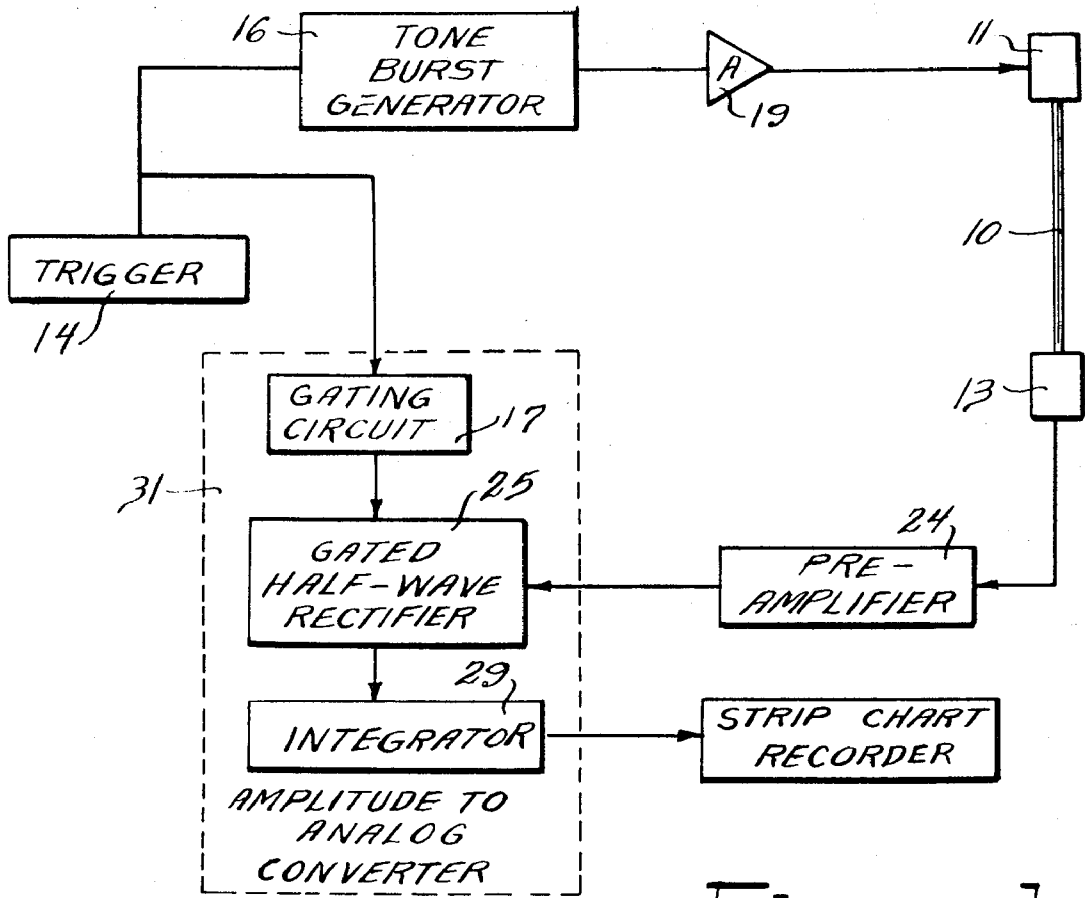 16
TONE
BURST
GENERATOR
A
19
11
10
TRIGGER
14
13
GATING
CIRCUIT
17
31
25
GATED
HALF-WAVE
RECTIFIER
24
PRE-
AMPLIFIER
29
INTEGRATOR
STRIP CHART
RECORDER
AMPLITUDE TO
ANALOG
CONVERTER